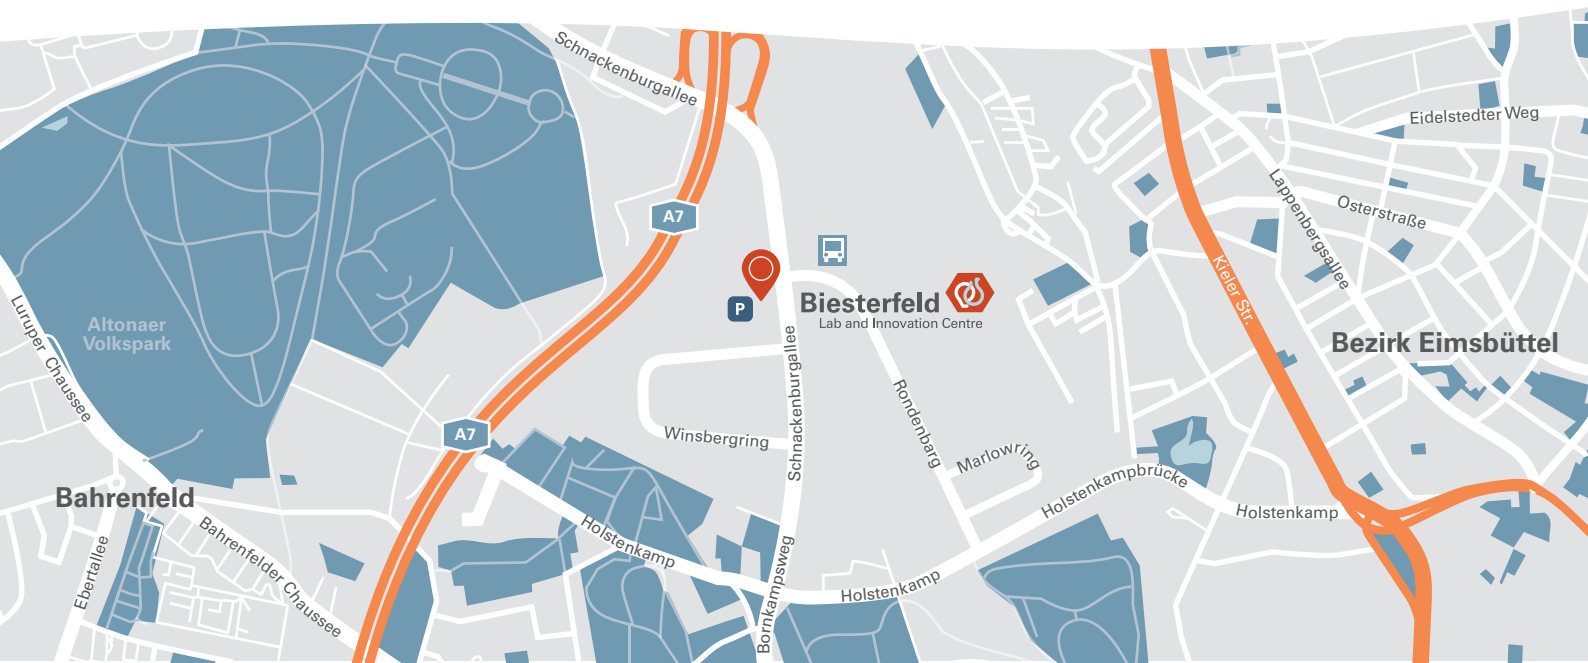 Schnackenburgallee
Eidelstedter Weg
A7
Lappenbergsallee
Osterstraße
P
Biesterfeld
Lab and Innovation Centre
Kieler Str.
Altonaer
Volkspark
Luruper Chaussee
Schnackenburgallee
Bezirk Eimsbüttel
Rondenbarg
A7
Winsbergring
Marlowring
Holstenkampbrücke
Bahrenfeld
Holstenkamp
Bahrenfelder Chaussee
Holstenkamp
Ebertallee
Bornkampsweg
Holstenkamp